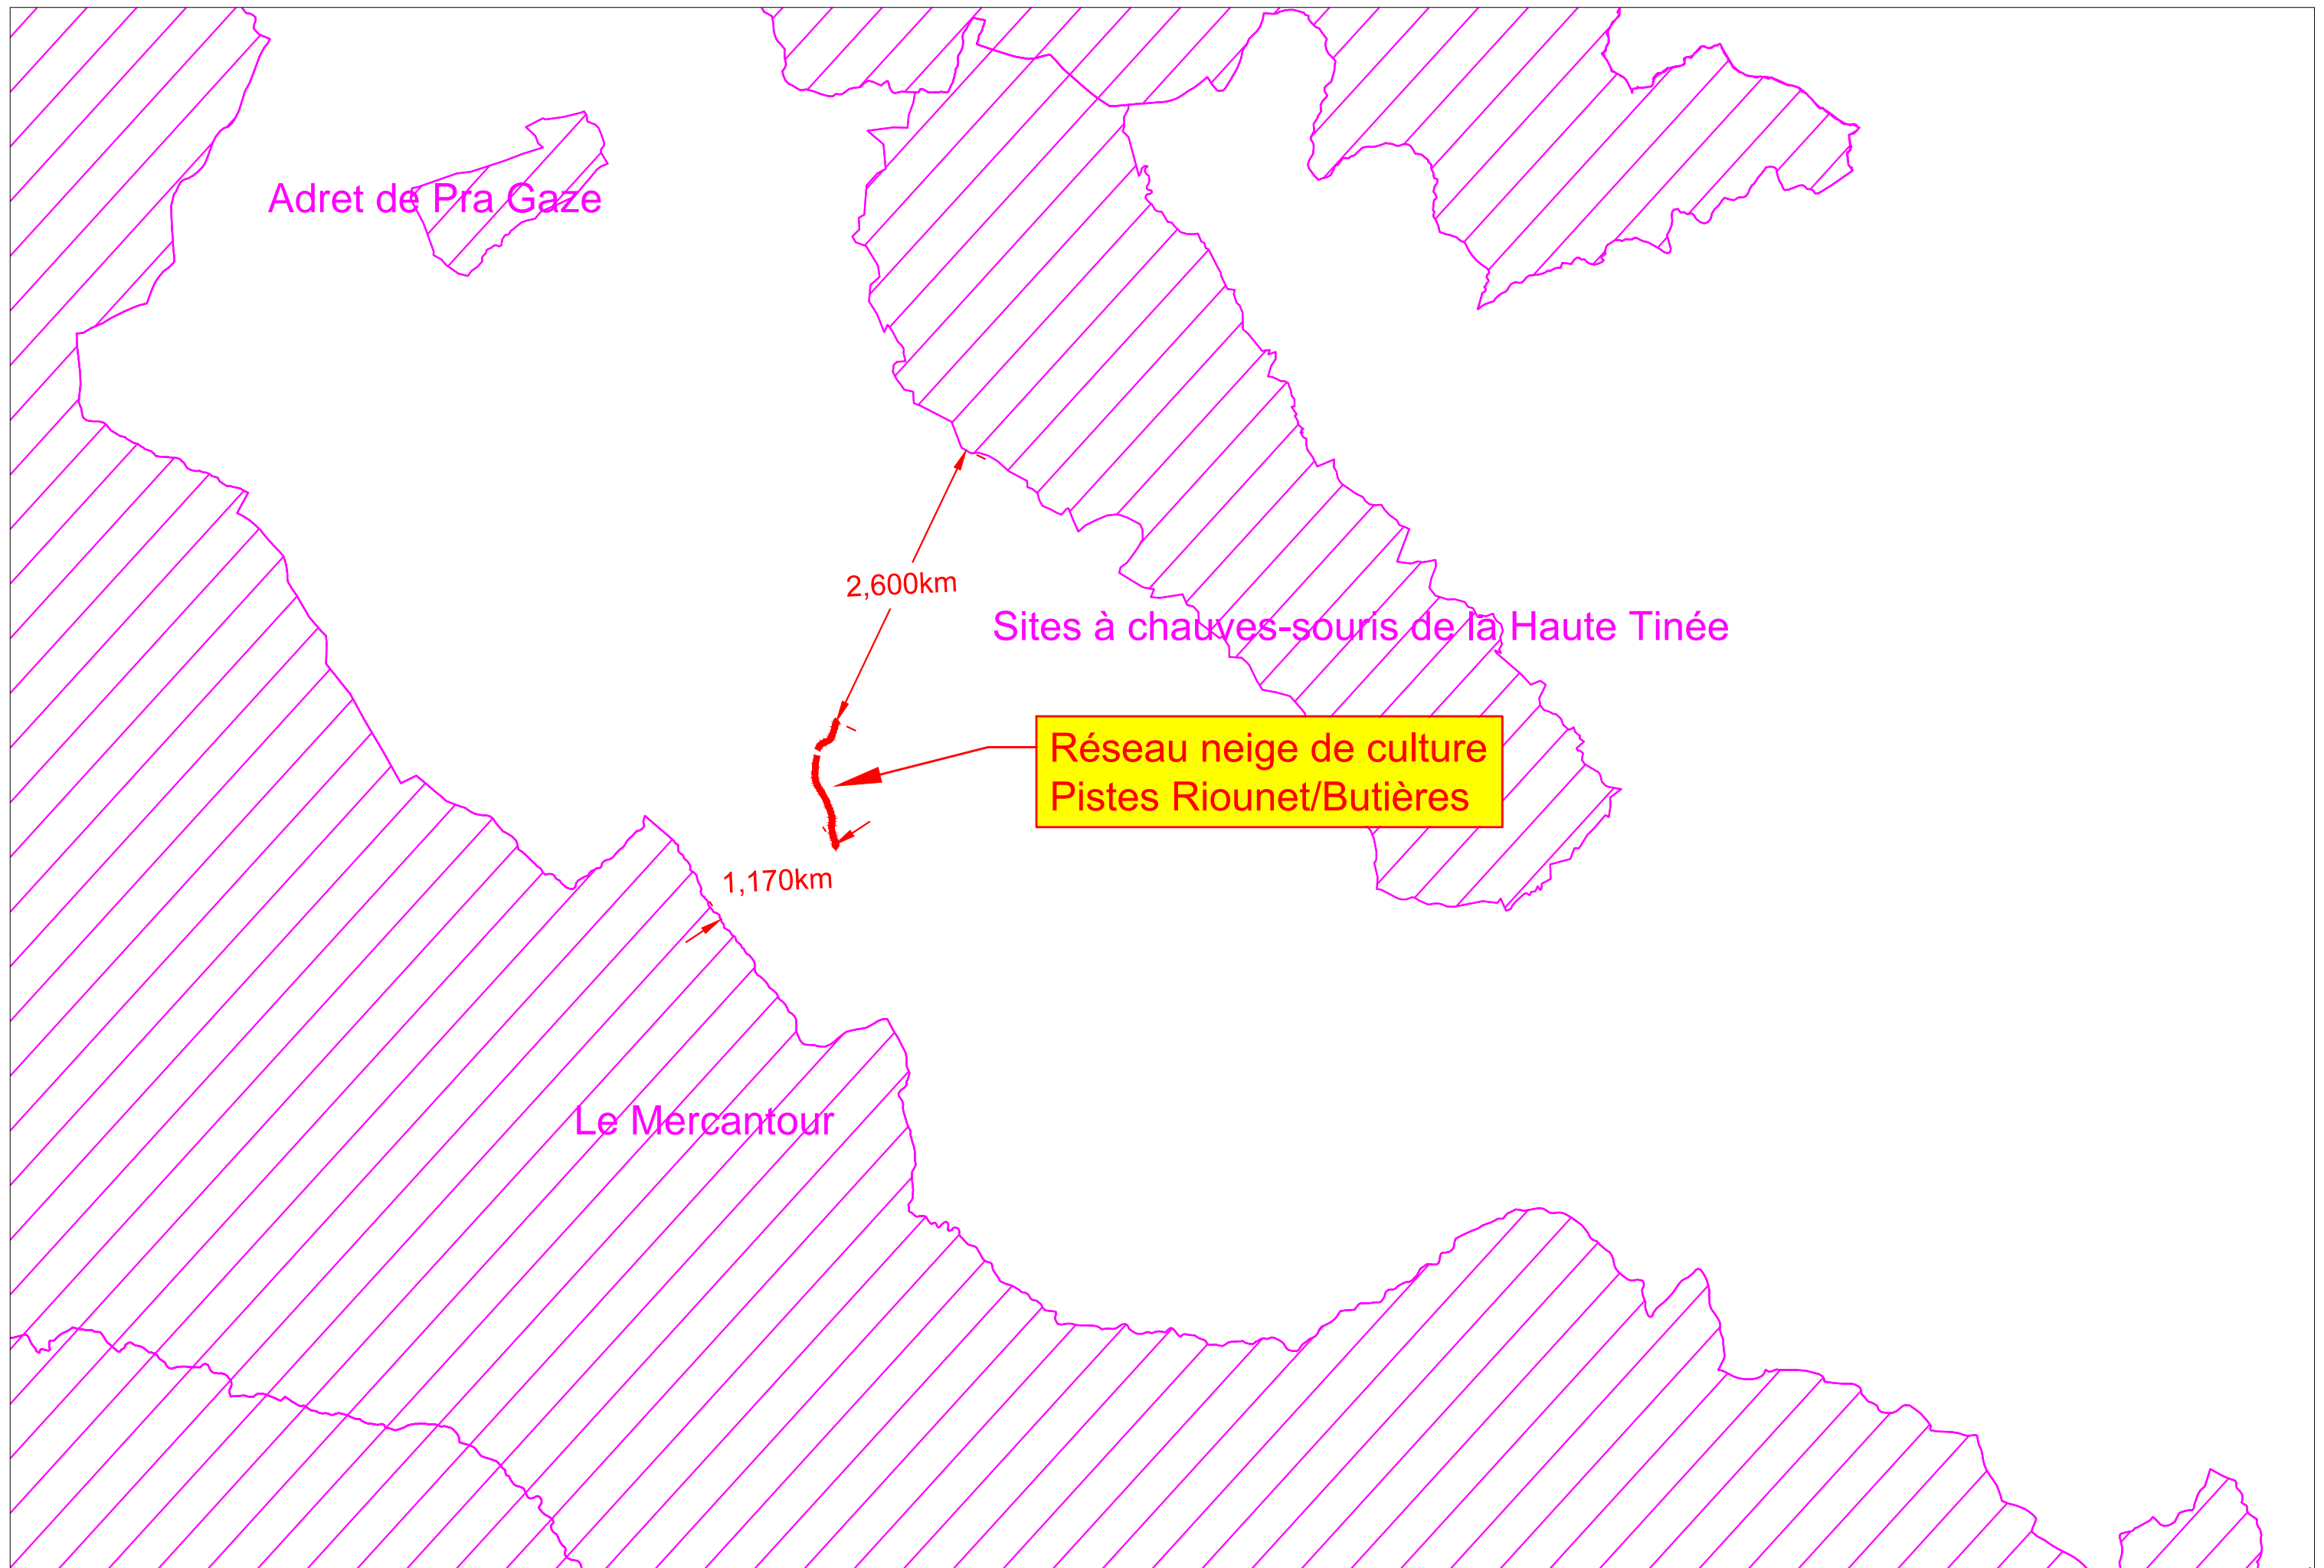 Adret de Pra Gaze
2,600km
Sites à chauves-souris de la Haute Tinée
Réseau neige de culture
Pistes Riounet/Butières
1,170km
Le Mercantour